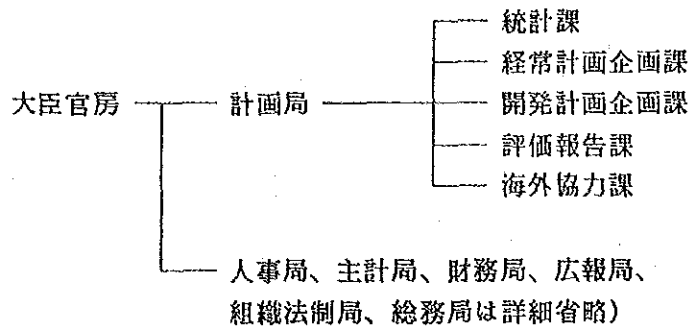 統計課
経常計画企画課
大臣官房 計画局 開発計画企画課
評価報告課
海外協力課
人事局、主計局、財務局、広報局、
組織法制局、総務局は詳細省略)